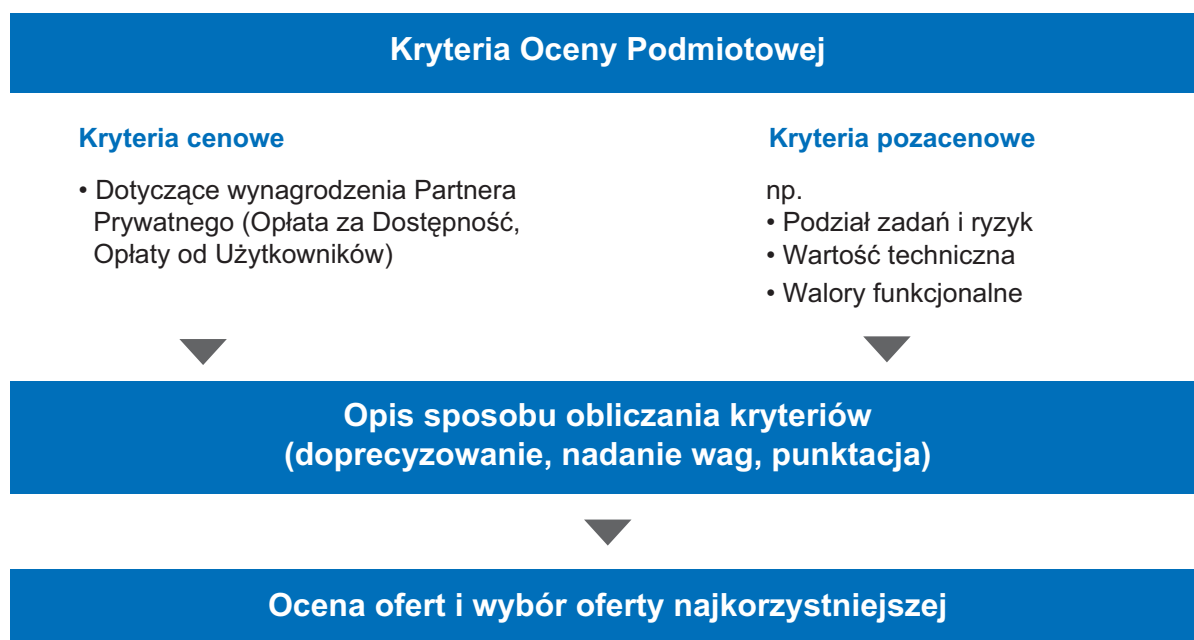 Kryteria Oceny Podmiotowej
Kryteria cenowe
• Dotyczące wynagrodzenia Partnera
Prywatnego (Opłata za Dostępność,
Opłaty od Użytkowników)
Kryteria pozacenowe
np.
• Podział zadań i ryzyk
• Wartość techniczna
• Walory funkcjonalne
Opis sposobu obliczania kryteriów
(doprecyzowanie, nadanie wag, punktacja)
Ocena ofert i wybór oferty najkorzystniejszej